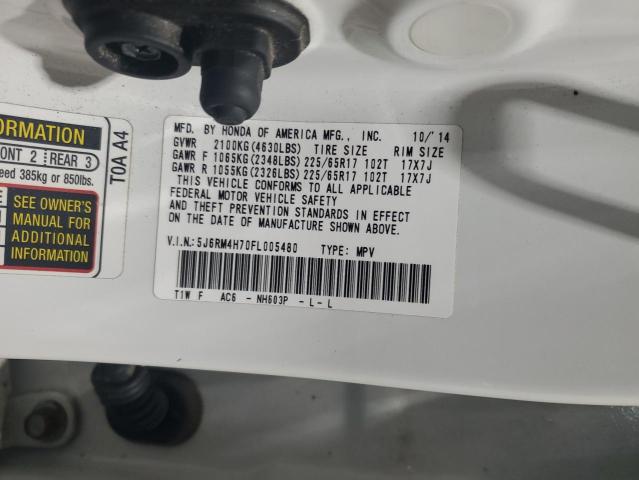 ORMATION
ONT 2 REAR 3
eed 385kg or 850lbs.
SEE OWNER'S
MANUAL FOR
ADDITIONAL
INFORMATION
T0A A4
MFD. BY HONDA OF AMERICA MFG., INC. 10/'14
GVWR 2100KG(4630LBS) TIRE SIZE RIM SIZE
GAWR F 1065KG(2348LBS) 225/65R17 102T 17X7J
GAWR R 1055KG(2326LBS) 225/65R17 102T 17X7J
THIS VEHICLE CONFORMS TO ALL APPLICABLE
FEDERAL MOTOR VEHICLE SAFETY
AND THEFT PREVENTION STANDARDS IN EFFECT
ON THE DATE OF MANUFACTURE SHOWN ABOVE.
V.I.N.:5J6RM4H70FL005480 TYPE: MPV
T1W F AC6 - NH603P - L-L